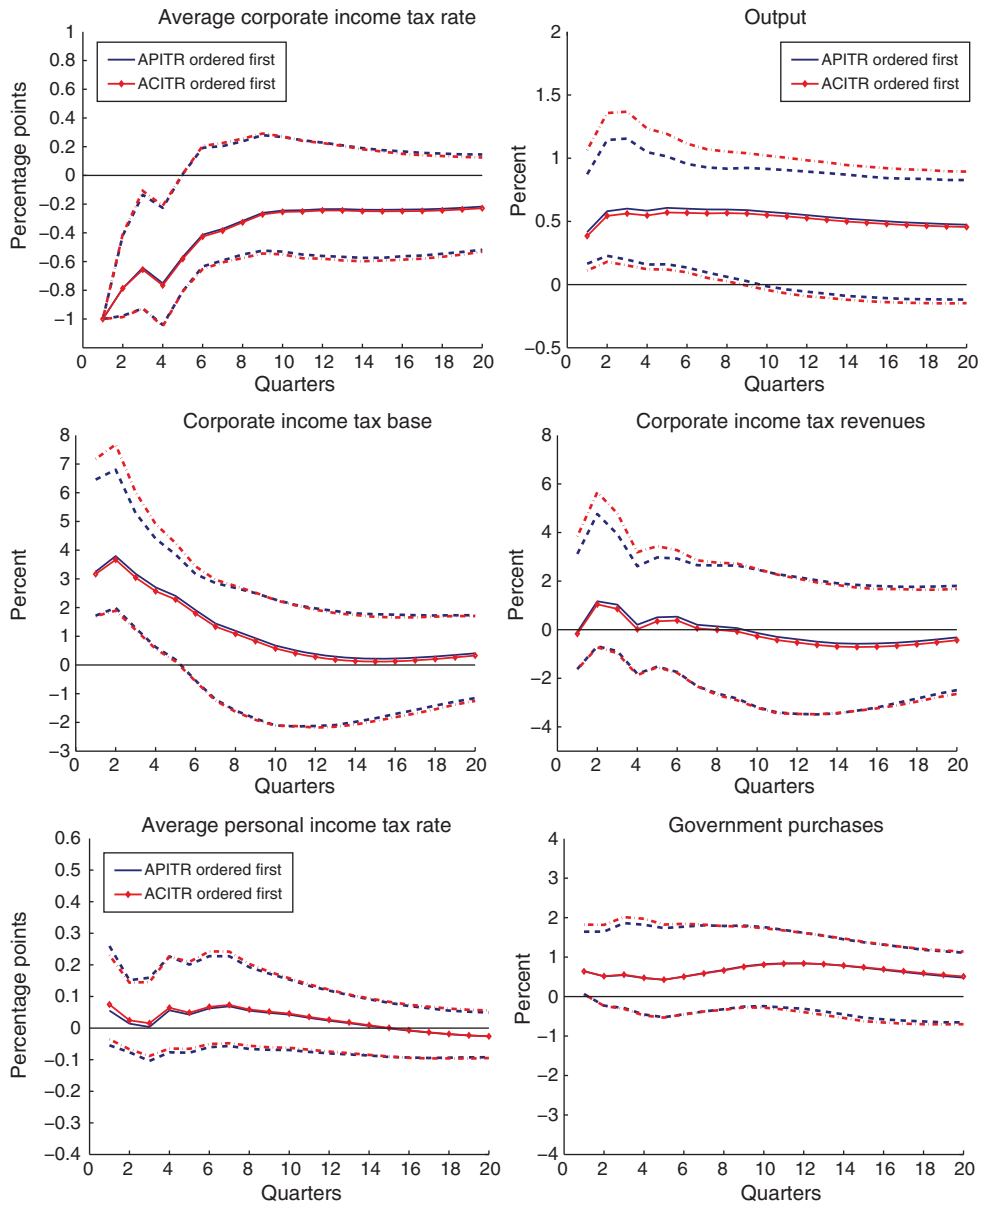 Average corporate income tax rate
Percentage points
1
0.8
0.6
0.4
0.2
0
−0.2
−0.4
−0.6
−0.8
−1
APITR ordered first
ACITR ordered first
0 2 4 6 8 10 12 14 16 18 20
Quarters
Output
Percent
2
1.5
1
0.5
0
−0.5
APITR ordered first
ACITR ordered first
0 2 4 6 8 10 12 14 16 18 20
Quarters
Corporate income tax base
Percent
8
7
6
5
4
3
2
1
0
−1
−2
−3
0 2 4 6 8 10 12 14 16 18 20
Quarters
Corporate income tax revenues
Percent
8
6
4
2
0
−2
−4
0 2 4 6 8 10 12 14 16 18 20
Quarters
Average personal income tax rate
Percentage points
0.6
0.5
0.4
0.3
0.2
0.1
0
−0.1
−0.2
−0.3
−0.4
APITR ordered first
ACITR ordered first
0 2 4 6 8 10 12 14 16 18 20
Quarters
Government purchases
Percent
4
3
2
1
0
−1
−2
−3
−4
0 2 4 6 8 10 12 14 16 18 20
Quarters